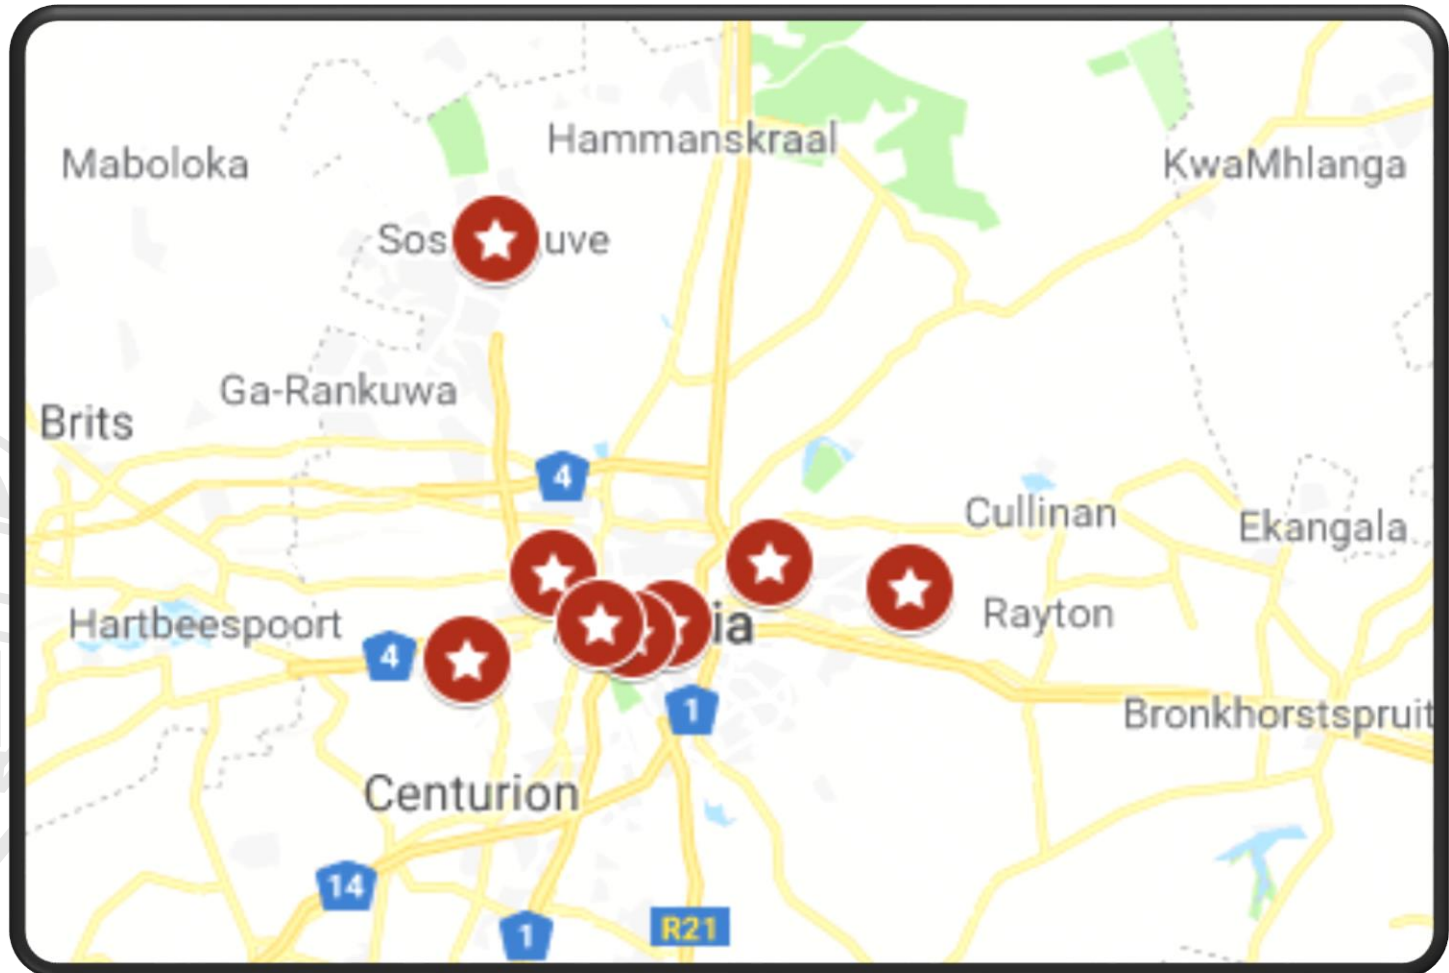 Hammanskraal
Maboloka
KwaMhlanga
Sos uve
Ga-Rankuwa
Brits
4
Cullinan
Ekangala
Hartbeespoort
Rayton
ia
4
1
Bronkhorstspruit
Centurion
14
R21
1